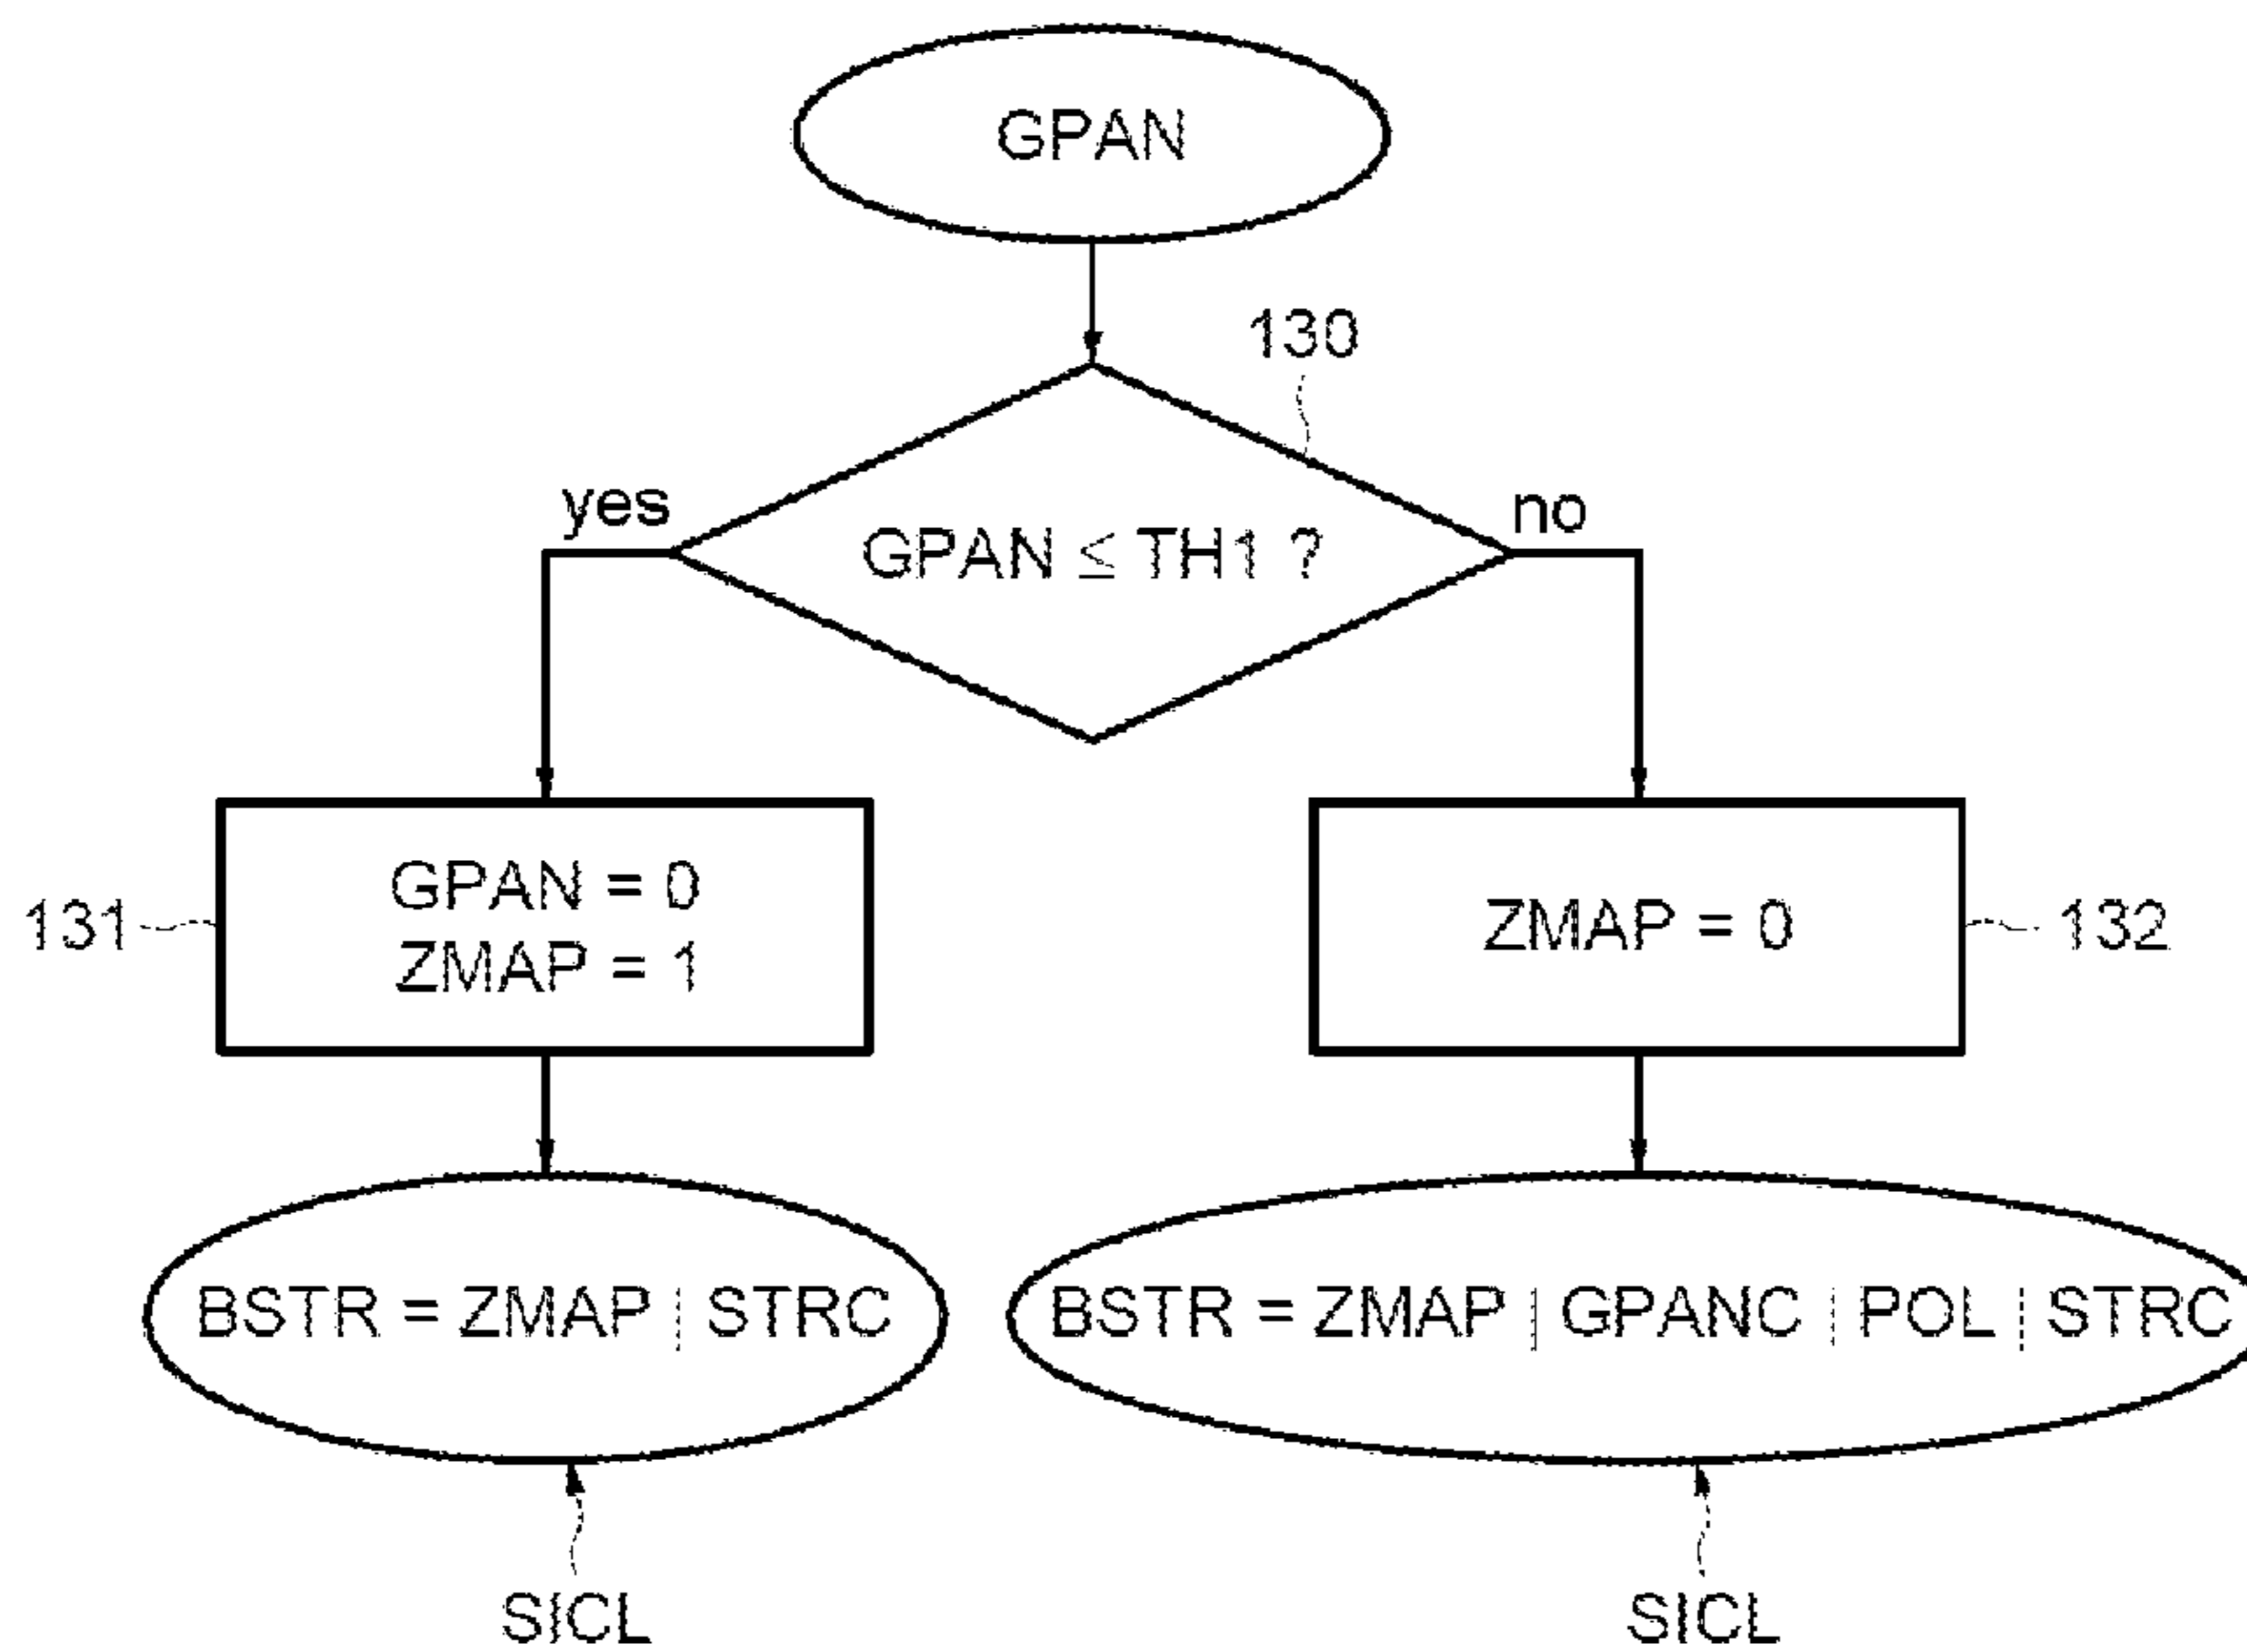 GPAN
130
yes
no
GPAN ≤ TH1 ?
GPAN = 0
ZMAP = 1
131
ZMAP = 0
132
BSTR = ZMAP | STRC
BSTR = ZMAP | GPANC | POL | STRC
SICL
SICL